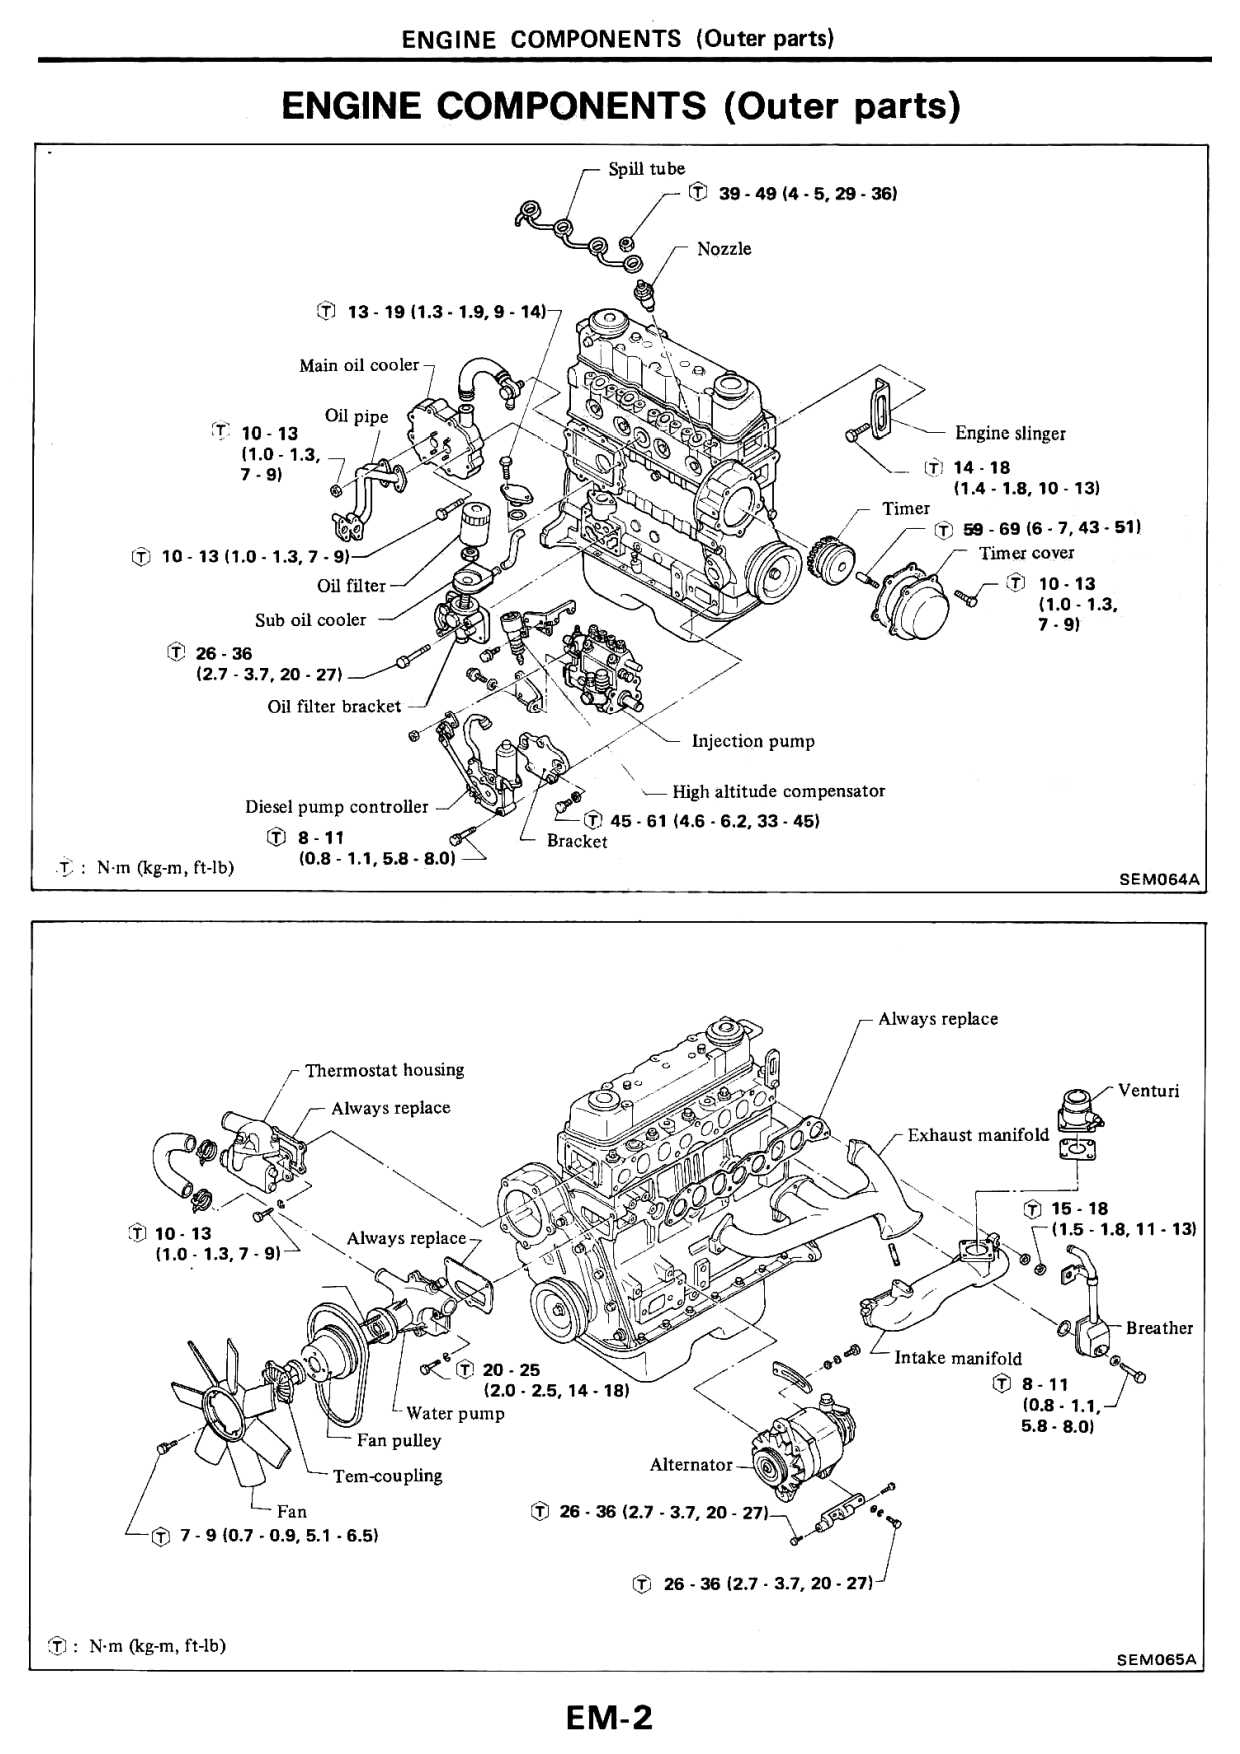 ENGINE COMPONENTS (Outer parts)
ENGINE COMPONENTS (Outer parts)
Spill tube
Ⓣ 39 - 49 (4 - 5, 29 - 36)
Nozzle
Ⓣ 13 - 19 (1.3 - 1.9, 9 - 14)
Main oil cooler
Oil pipe
Ⓣ 10 - 13
(1.0 - 1.3,
7 - 9)
Engine slinger
Ⓣ 14 - 18
(1.4 - 1.8, 10 - 13)
Timer
Ⓣ 59 - 69 (6 - 7, 43 - 51)
Timer cover
Ⓣ 10 - 13
(1.0 - 1.3,
7 - 9)
Ⓣ 10 - 13 (1.0 - 1.3, 7 - 9)
Oil filter
Sub oil cooler
Ⓣ 26 - 36
(2.7 - 3.7, 20 - 27)
Oil filter bracket
Injection pump
High altitude compensator
Diesel pump controller
Ⓣ 45 - 61 (4.6 - 6.2, 33 - 45)
Ⓣ 8 - 11
(0.8 - 1.1, 5.8 - 8.0)
Bracket
Ⓣ : N·m (kg-m, ft-lb)
SEM064A
Always replace
Thermostat housing
Always replace
Venturi
Exhaust manifold
Ⓣ 15 - 18
(1.5 - 1.8, 11 - 13)
Ⓣ 10 - 13
(1.0 - 1.3, 7 - 9)
Always replace
Breather
Intake manifold
Ⓣ 8 - 11
(0.8 - 1.1,
5.8 - 8.0)
Ⓣ 20 - 25
(2.0 - 2.5, 14 - 18)
Water pump
Fan pulley
Tem-coupling
Fan
Ⓣ 7 - 9 (0.7 - 0.9, 5.1 - 6.5)
Alternator
Ⓣ 26 - 36 (2.7 - 3.7, 20 - 27)
Ⓣ 26 - 36 (2.7 - 3.7, 20 - 27)
Ⓣ : N·m (kg-m, ft-lb)
SEM065A
EM-2